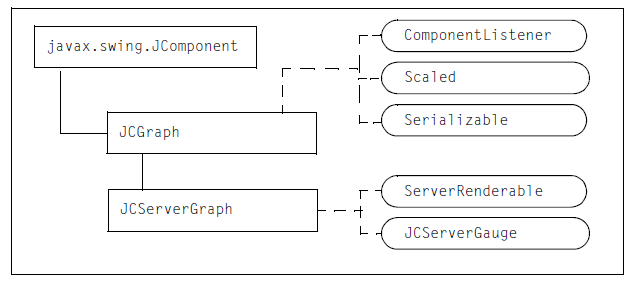 javax.swing.JComponent
ComponentListener
Scaled
Serializable
JCGraph
JCServerGraph
ServerRenderable
JCServerGauge